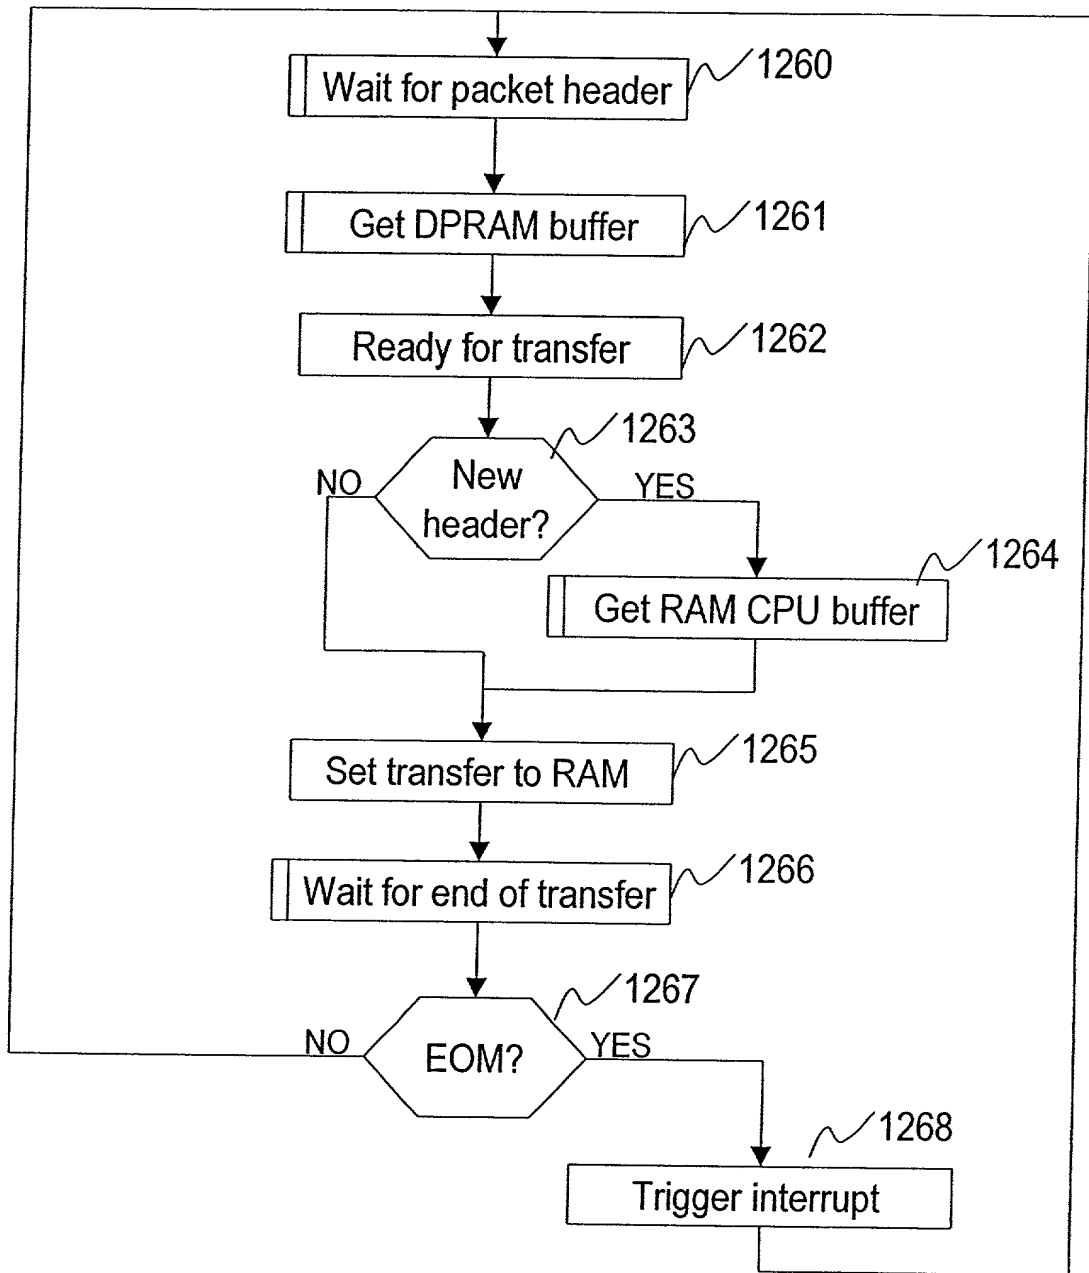 1260
Wait for packet header
1261
Get DPRAM buffer
1262
Ready for transfer
1263
NO
New
YES
header?
1264
Get RAM CPU buffer
1265
Set transfer to RAM
1266
Wait for end of transfer
1267
NO
EOM?
YES
1268
Trigger interrupt